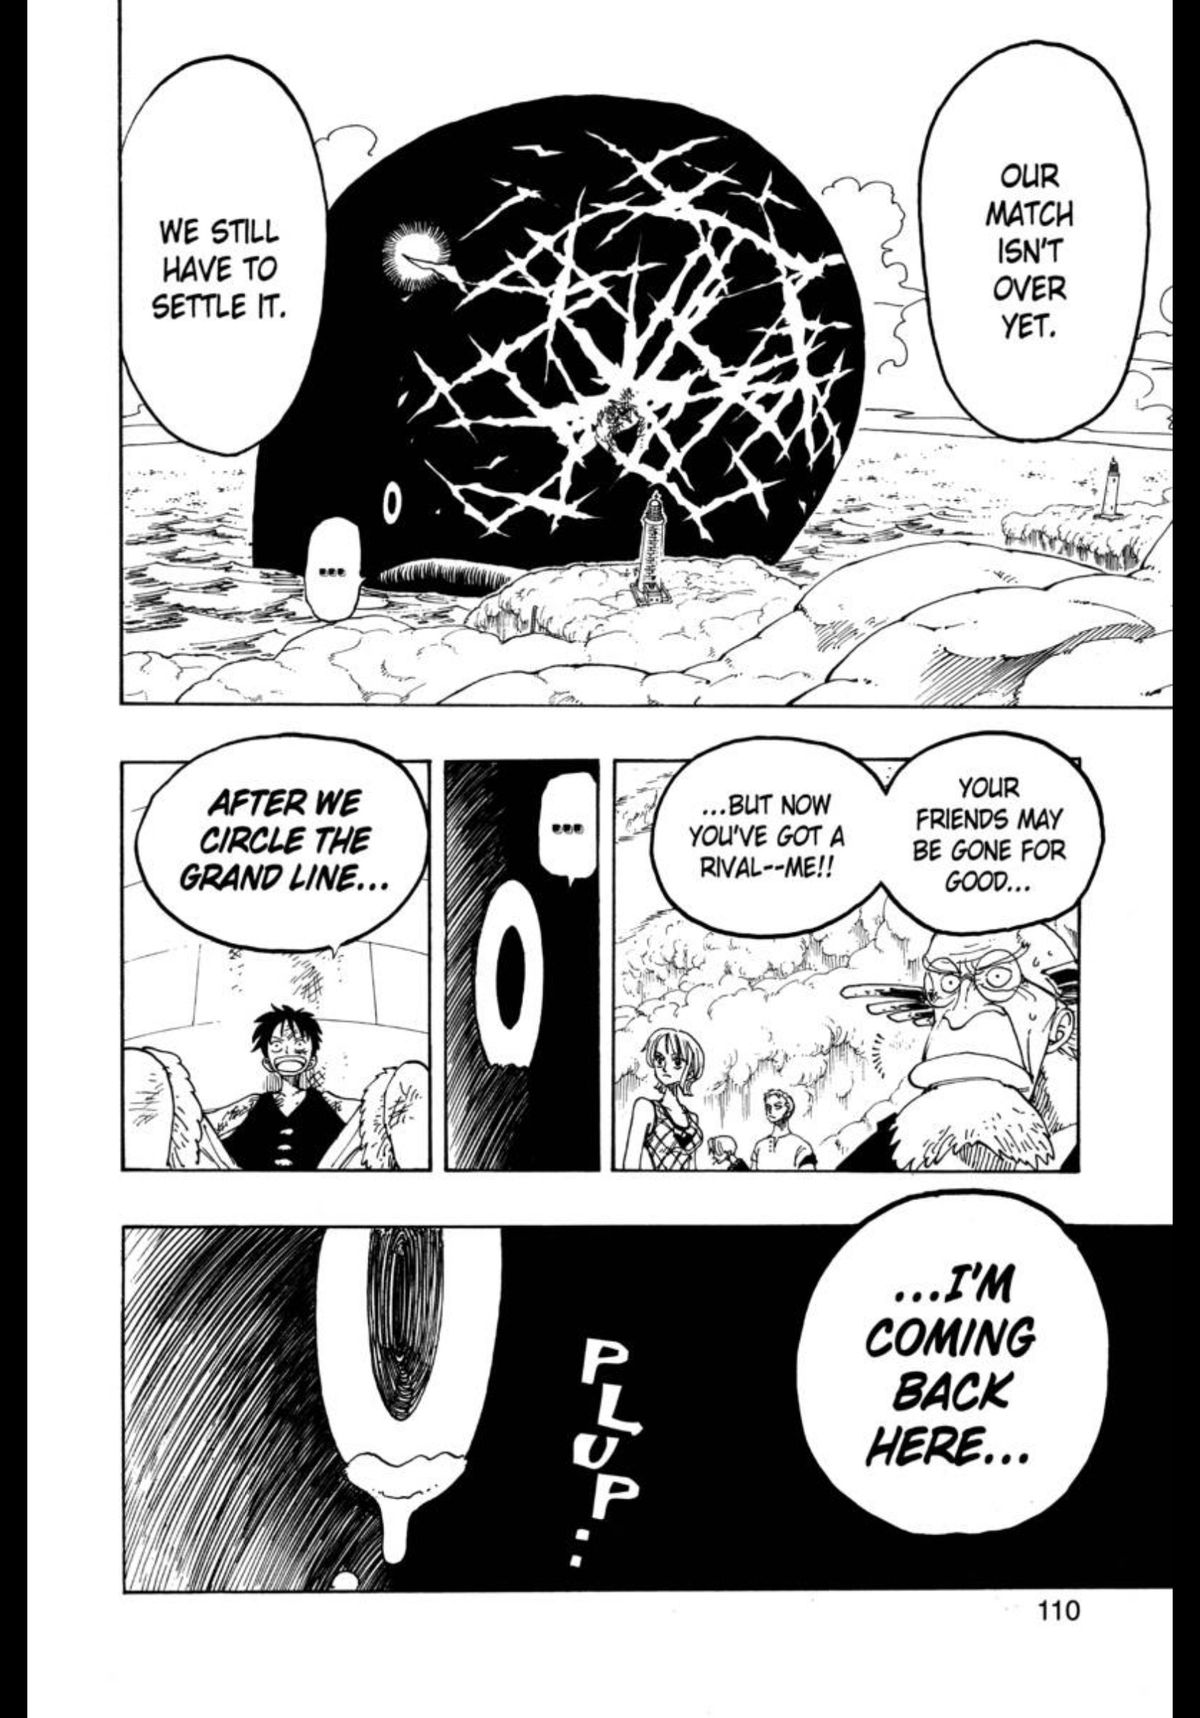 OUR
MATCH
ISN'T
OVER
YET.
WE STILL
HAVE TO
SETTLE IT.
...
YOUR
FRIENDS MAY
BE GONE FOR
GOOD...
...BUT NOW
YOU'VE GOT A
RIVAL--ME!!
...
AFTER WE
CIRCLE THE
GRAND LINE...
...I'M
COMING
BACK
HERE...
PLUP..
110